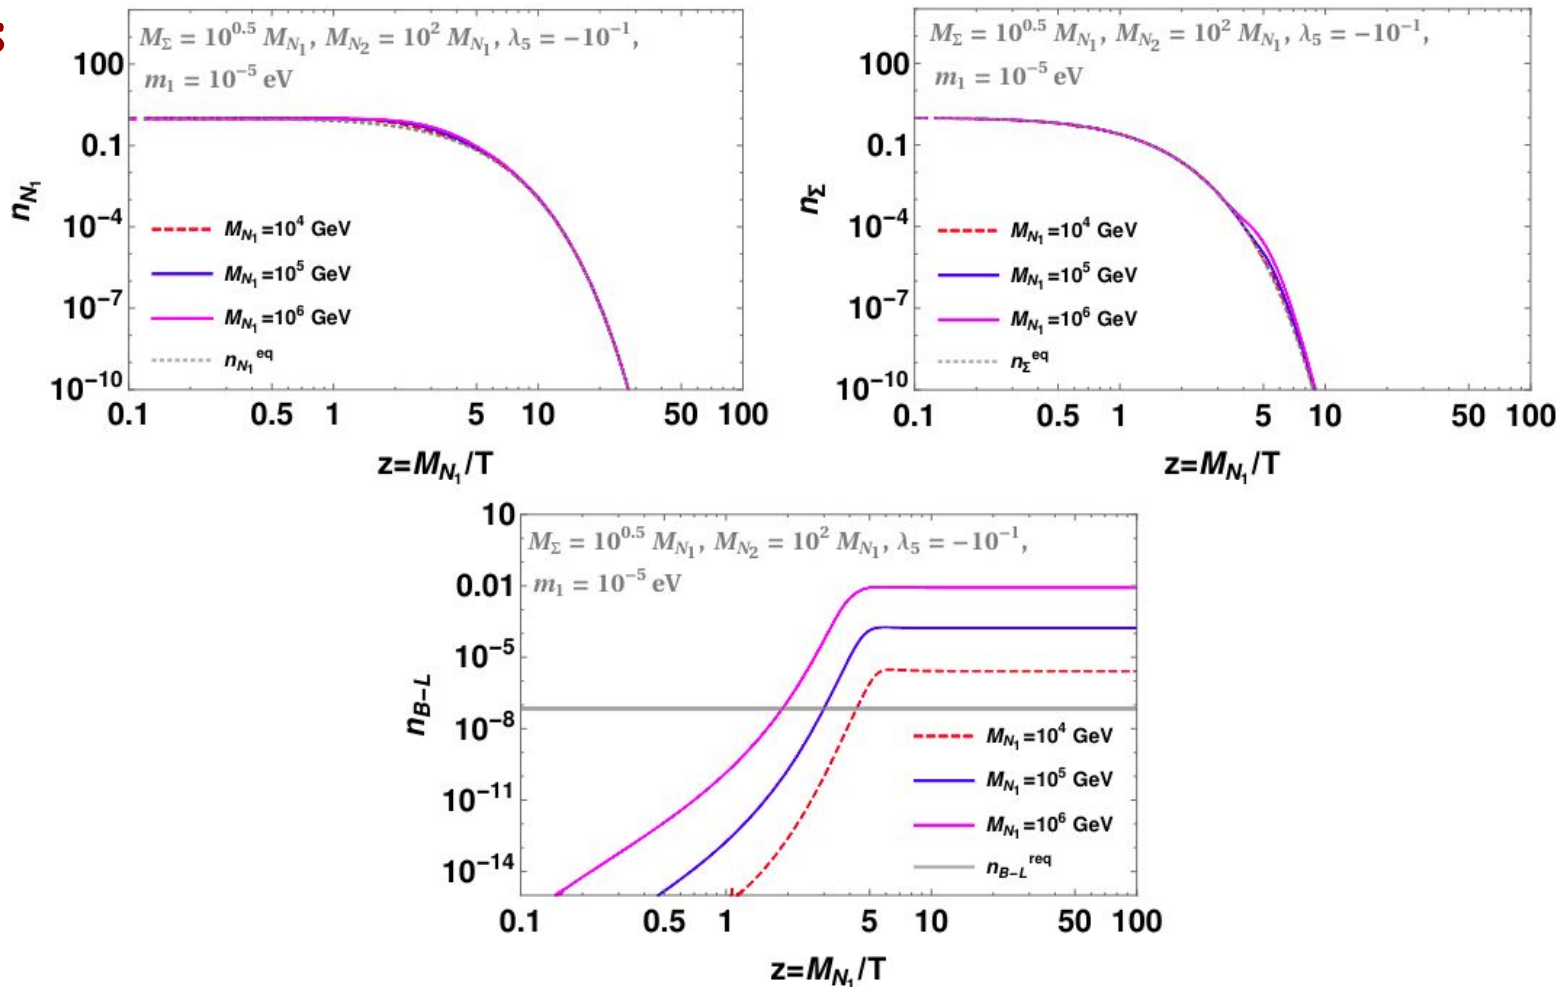 s
M_Σ = 10^0.5 M_N1, M_N2 = 10^2 M_N1, λ5 = −10^−1,
m1 = 10^−5 eV
100
0.1
10^−4
10^−7
10^−10
n_N1
M_N1=10^4 GeV
M_N1=10^5 GeV
M_N1=10^6 GeV
n_N1^eq
0.1 0.5 1 5 10 50 100
z=M_N1/T
M_Σ = 10^0.5 M_N1, M_N2 = 10^2 M_N1, λ5 = −10^−1,
m1 = 10^−5 eV
100
0.1
10^−4
10^−7
10^−10
n_Σ
M_N1=10^4 GeV
M_N1=10^5 GeV
M_N1=10^6 GeV
n_Σ^eq
0.1 0.5 1 5 10 50 100
z=M_N1/T
M_Σ = 10^0.5 M_N1, M_N2 = 10^2 M_N1, λ5 = −10^−1,
m1 = 10^−5 eV
10
0.01
10^−5
10^−8
10^−11
10^−14
n_B−L
M_N1=10^4 GeV
M_N1=10^5 GeV
M_N1=10^6 GeV
n_B−L^req
0.1 0.5 1 5 10 50 100
z=M_N1/T